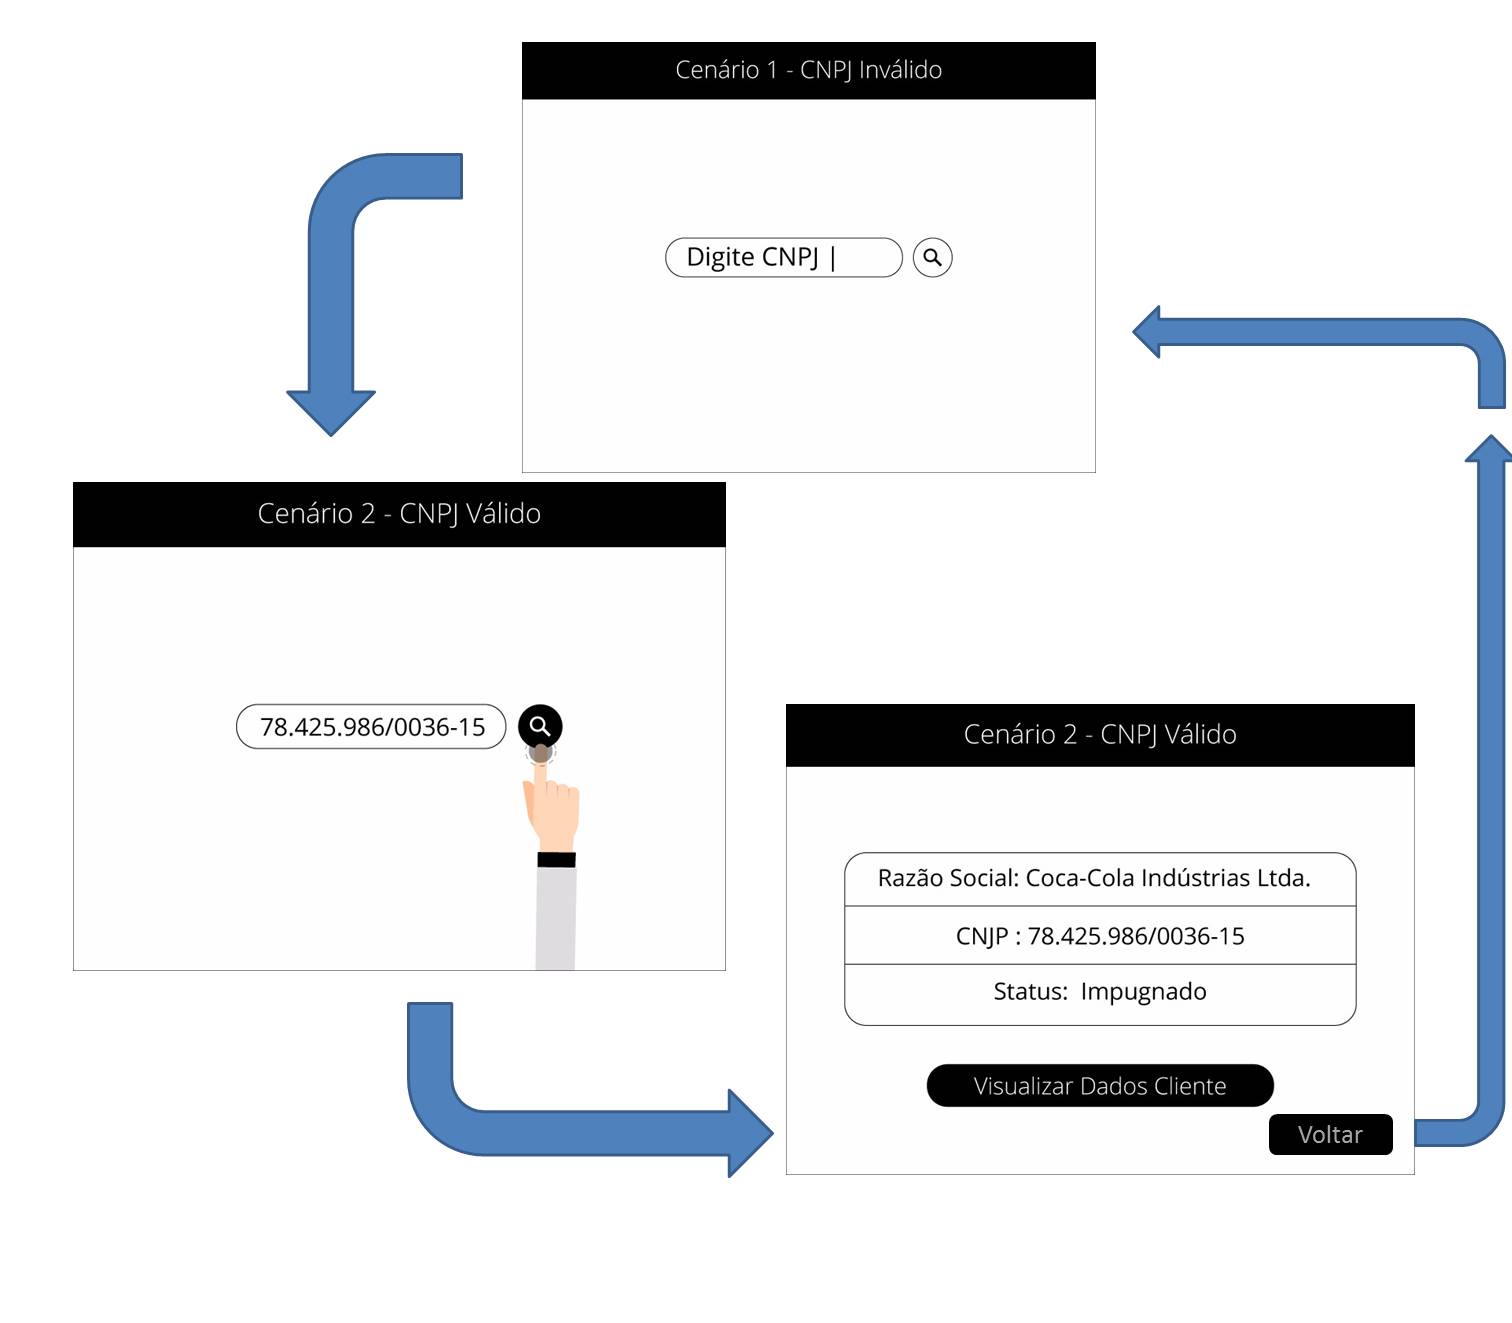 Cenário 1 - CNPJ Inválido
Digite CNPJ |
Cenário 2 - CNPJ Válido
78.425.986/0036-15
Cenário 2 - CNPJ Válido
Razão Social: Coca-Cola Indústrias Ltda.
CNJP : 78.425.986/0036-15
Status: Impugnado
Visualizar Dados Cliente
Voltar